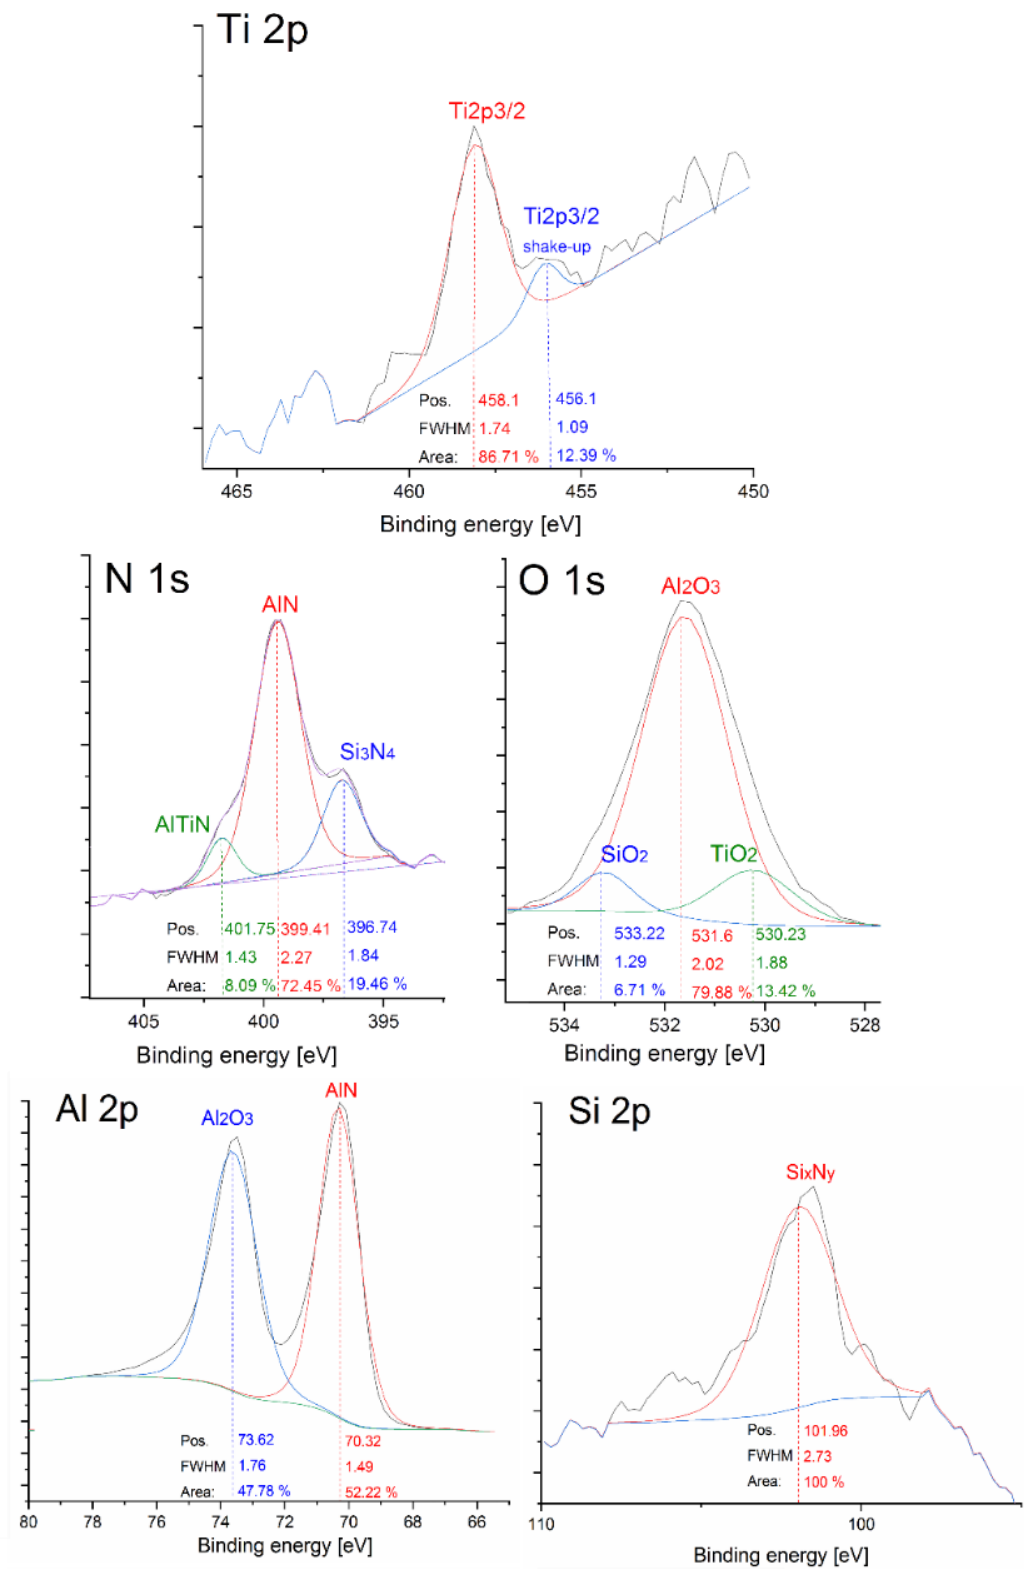 Ti 2p
Ti2p3/2
Ti2p3/2
shake-up
Pos. 458.1 456.1
FWHM 1.74 1.09
Area: 86.71 % 12.39 %
465 460 455 450
Binding energy [eV]
N 1s
AlN
Si3N4
AlTiN
Pos. 401.75 399.41 396.74
FWHM 1.43 2.27 1.84
Area: 8.09 % 72.45 % 19.46 %
405 400 395
Binding energy [eV]
O 1s
Al2O3
SiO2 TiO2
Pos. 533.22 531.6 530.23
FWHM 1.29 2.02 1.88
Area: 6.71 % 79.88 % 13.42 %
534 532 530 528
Binding energy [eV]
Al 2p
AlN
Al2O3
Pos. 73.62 70.32
FWHM 1.76 1.49
Area: 47.78 % 52.22 %
80 78 76 74 72 70 68 66
Binding energy [eV]
Si 2p
SixNy
Pos. 101.96
FWHM 2.73
Area: 100 %
110 100
Binding energy [eV]